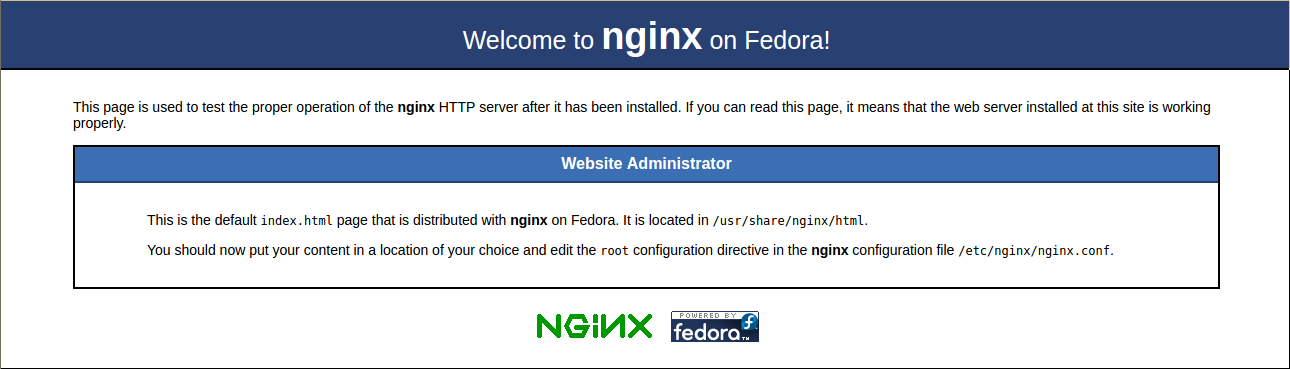 Welcome to nginx on Fedora!
This page is used to test the proper operation of the nginx HTTP server after it has been installed. If you can read this page, it means that the web server installed at this site is working
properly.
Website Administrator
This is the default index.html page that is distributed with nginx on Fedora. It is located in /usr/share/nginx/html.
You should now put your content in a location of your choice and edit the root configuration directive in the nginx configuration file /etc/nginx/nginx.conf.
NGiNX
POWERED BY
fedora™